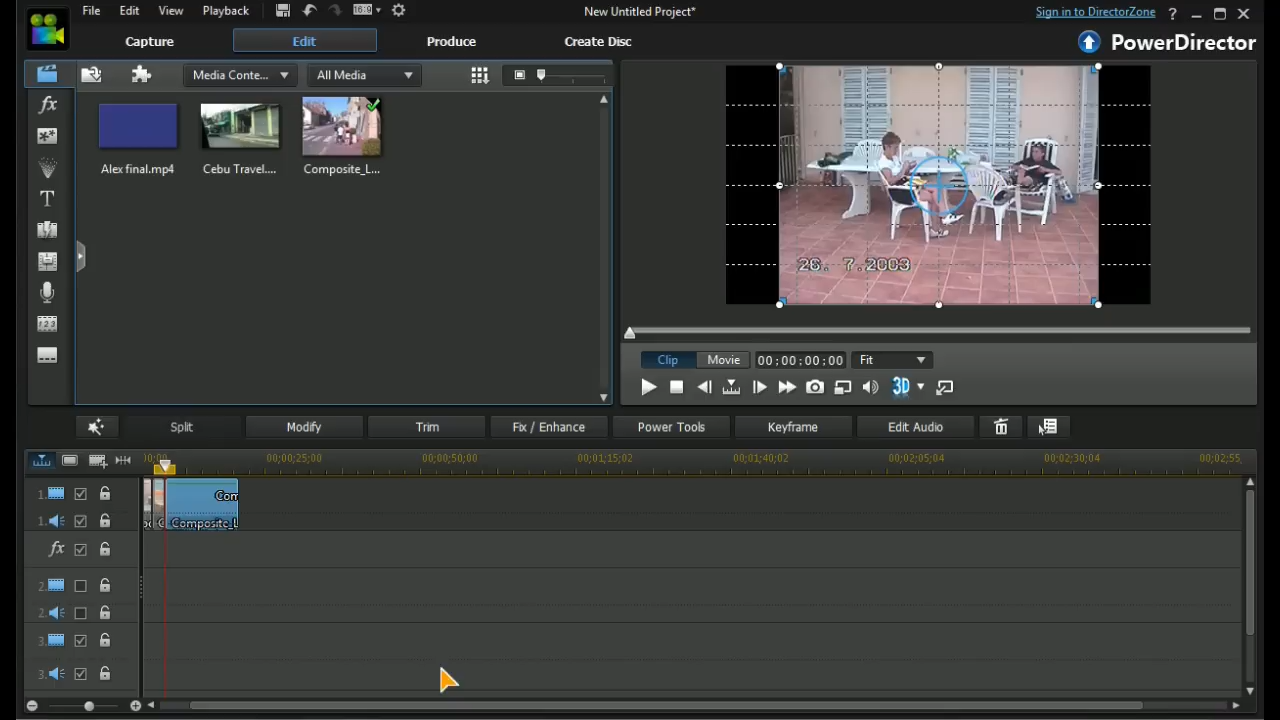 File Edit View Playback 16:9 New Untitled Project* Sign in to DirectorZone ?
Capture Edit Produce Create Disc PowerDirector
Media Conte... All Media
fx
T
Alex final.mp4 Cebu Travel.... Composite_L...
26. 7.2003
Clip Movie 00;00;00;00 Fit
3D
Split Modify Trim Fix / Enhance Power Tools Keyframe Edit Audio
00;00;25;00 00;00;50;00 00;01;15;02 00;01;40;02 00;02;05;04 00;02;30;04 00;02;55,
1. Com
1. Composite_L
fx
2.
2.
3.
3.